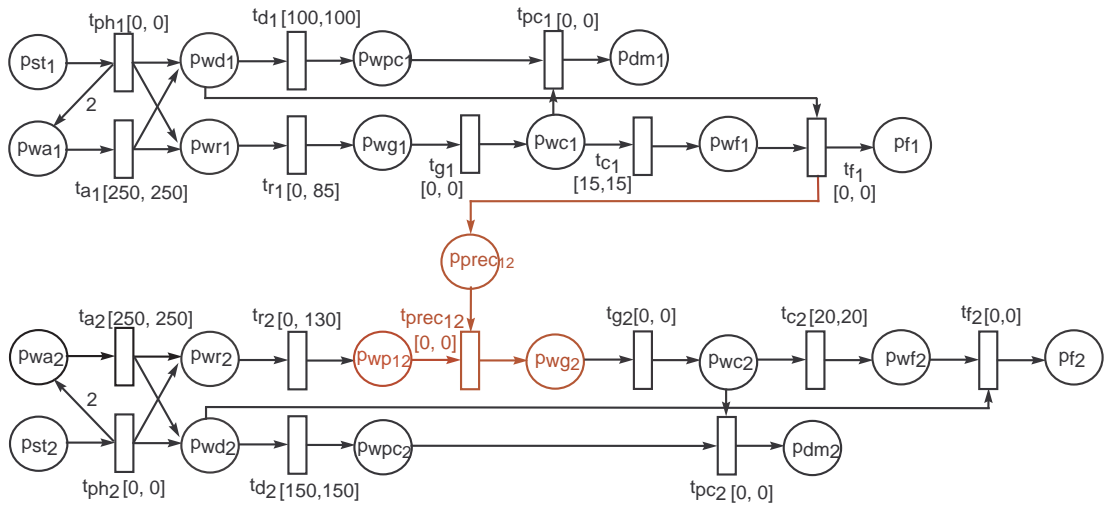 tph1[0, 0]
td1[100,100]
tpc1[0, 0]
pst1
pwd1
pwpc1
pdm1
2
pwa1
pwr1
pwg1
pwc1
pwf1
pf1
ta1[250, 250]
tr1[0, 85]
tg1
[0, 0]
tc1
[15,15]
tf1
[0, 0]
pprec12
ta2[250, 250]
tr2[0, 130]
tprec12
[0, 0]
tg2[0, 0]
tc2[20,20]
tf2[0,0]
pwa2
pwr2
pwp12
pwg2
pwc2
pwf2
pf2
2
pst2
pwd2
pwpc2
pdm2
tph2[0, 0]
td2[150,150]
tpc2 [0, 0]